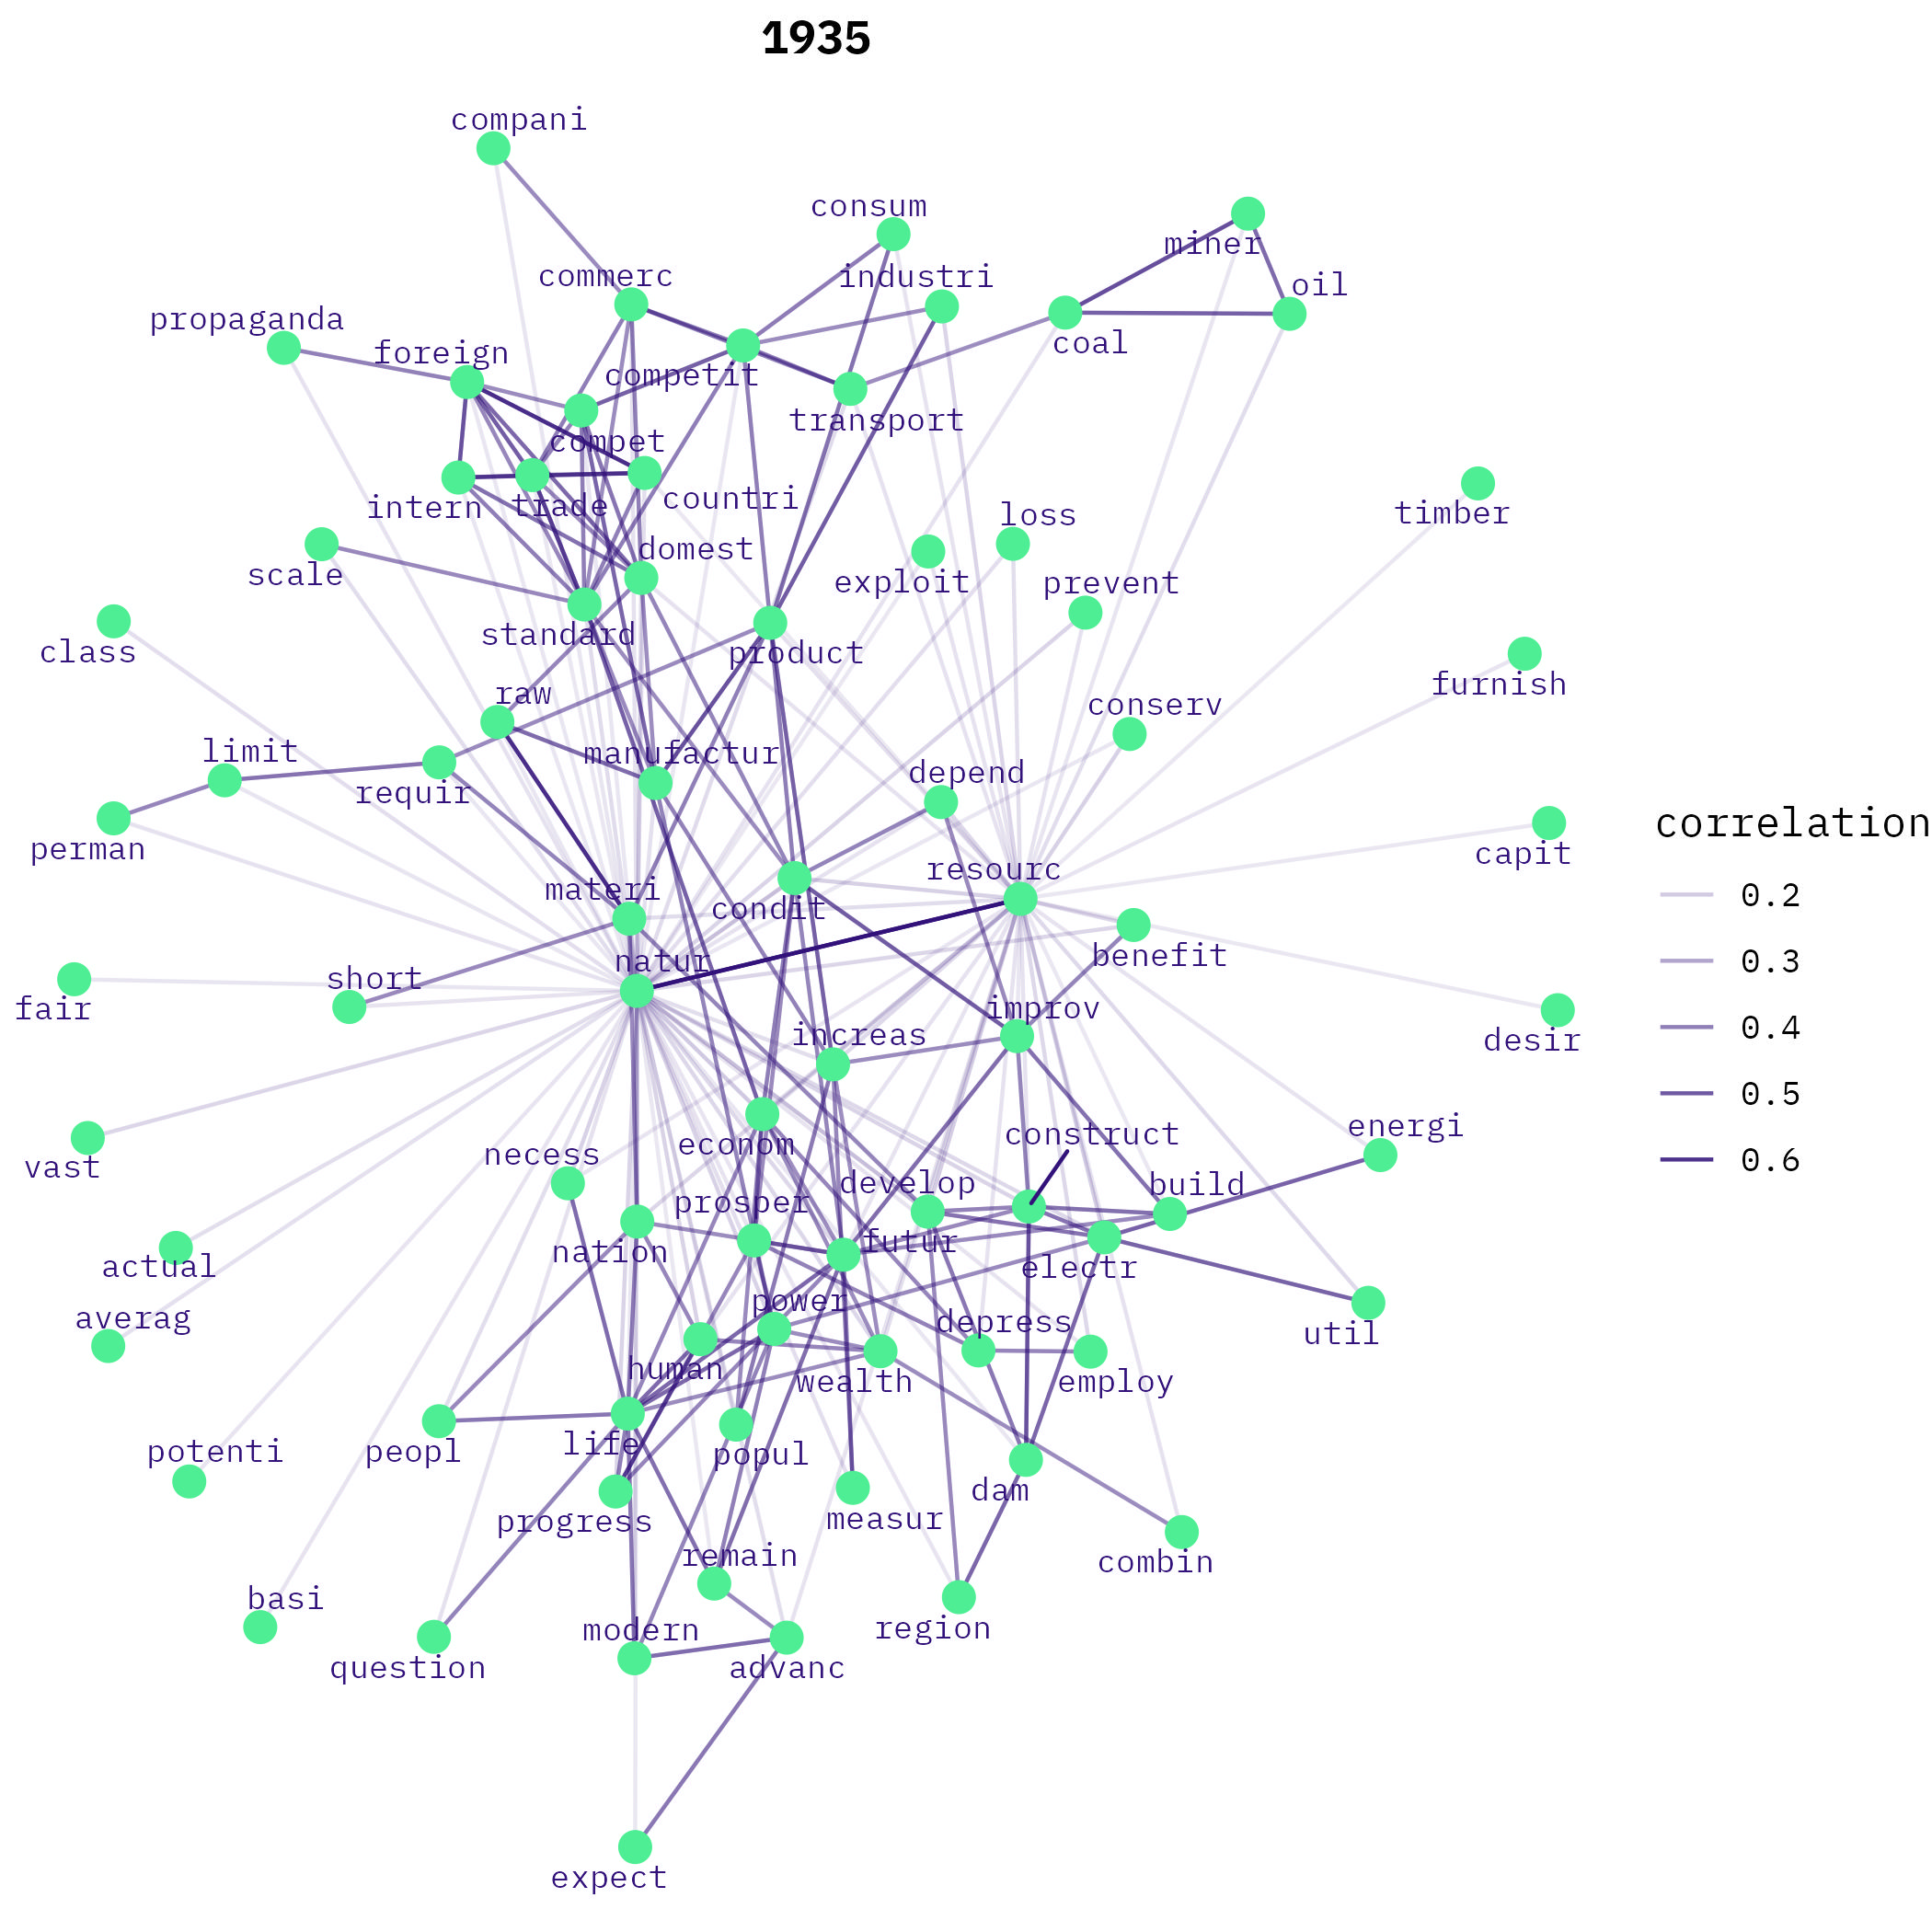 1935
compani
consum
miner
commerc
industri
oil
propaganda
foreign
competit
coal
transport
compet
intern
trade
countri
loss
timber
scale
domest
exploit
prevent
class
standard
product
furnish
raw
conserv
limit
manufactur
depend
requir
perman
capit
materi
resourc
condit
natur
benefit
short
fair
improv
increas
desir
necess
econom
construct
energi
vast
prosper
develop
build
nation
futur
actual
electr
averag
power
depress
util
human
wealth
employ
potenti
peopl
life
popul
dam
progress
measur
remain
combin
basi
modern
region
question
advanc
expect
correlation
0.2
0.3
0.4
0.5
0.6